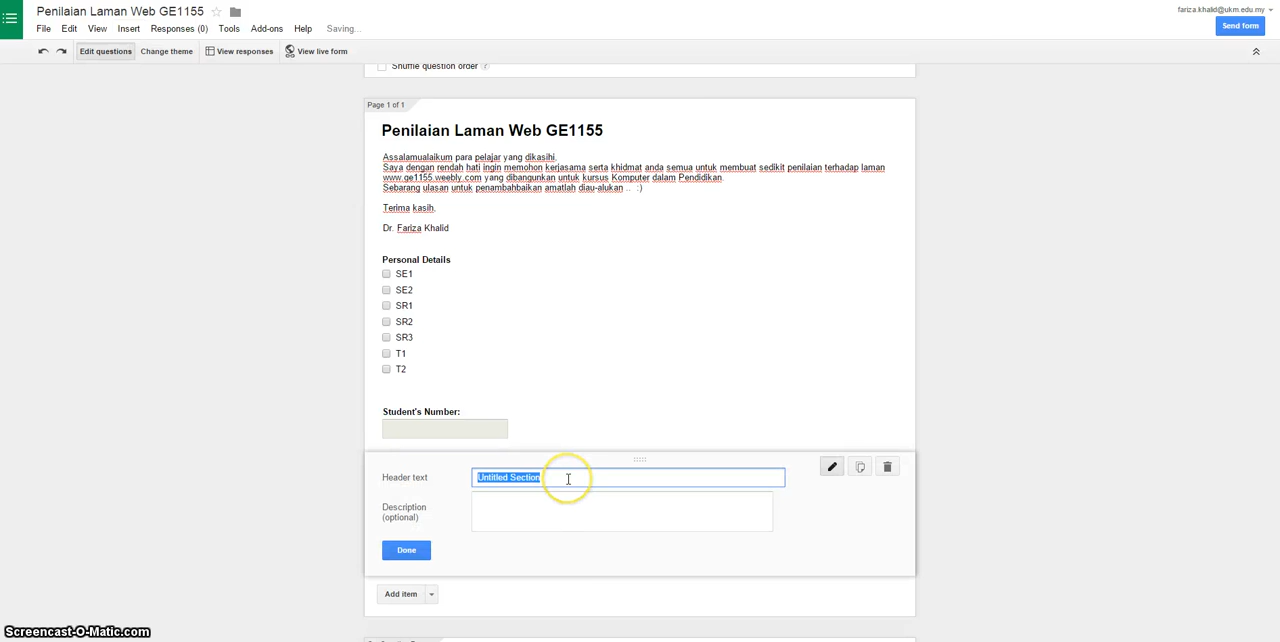 Penilaian Laman Web GE1155
fariza.khalid@ukm.edu.my
File Edit View Insert Responses (0) Tools Add-ons Help Saving...
Send form
Edit questions Change theme View responses View live form
Shuffle question order
Page 1 of 1
Penilaian Laman Web GE1155
Assalamualaikum para pelajar yang dikasihi,
Saya dengan rendah hati ingin memohon kerjasama serta khidmat anda semua untuk membuat sedikit penilaian terhadap laman
www.ge1155.weebly.com yang dibangunkan untuk kursus Komputer dalam Pendidikan.
Sebarang ulasan untuk penambahbaikan amatlah diau-alukan .. :)
Terima kasih,
Dr. Fariza Khalid
Personal Details
SE1
SE2
SR1
SR2
SR3
T1
T2
Student's Number:
Header text
Untitled Section
Description
(optional)
Done
Add item
Screencast-O-Matic.com